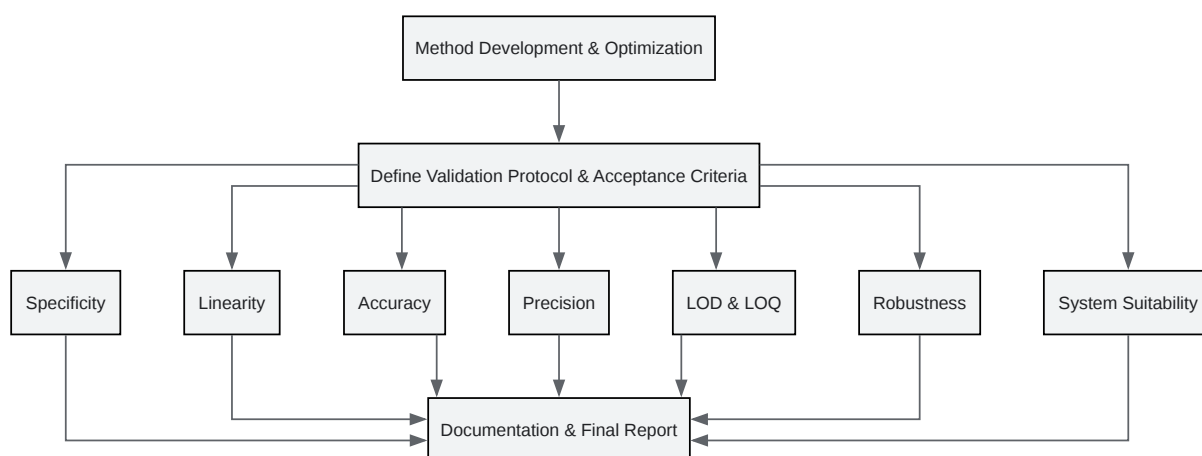 Method Development & Optimization
Define Validation Protocol & Acceptance Criteria
Specificity
Linearity
Accuracy
Precision
LOD & LOQ
Robustness
System Suitability
Documentation & Final Report